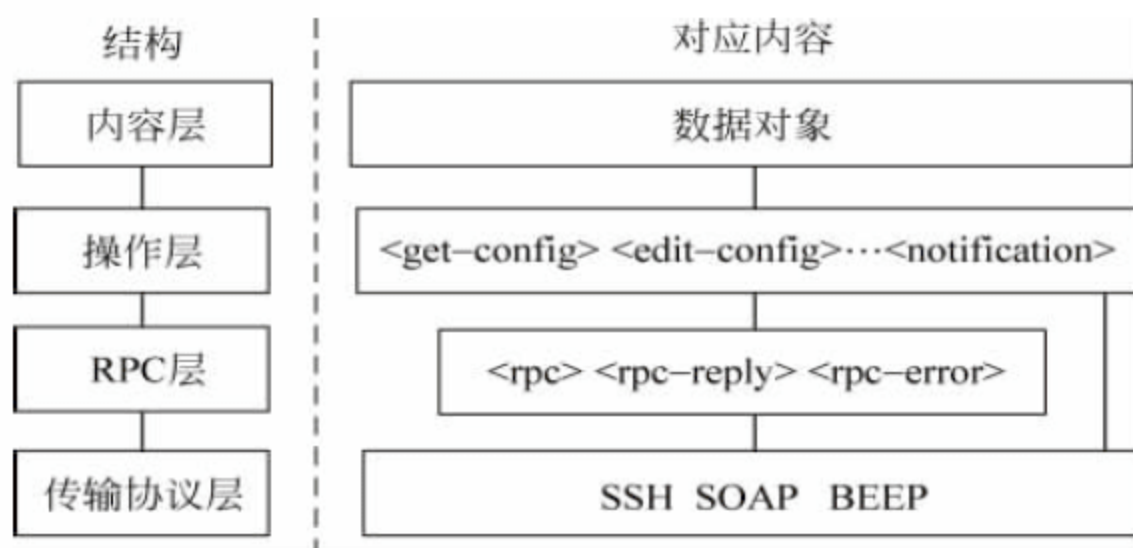 结构 对应内容
内容层 数据对象
操作层 <get–config> <edit–config>…<notification>
RPC层 <rpc> <rpc–reply> <rpc–error>
传输协议层 SSH SOAP BEEP